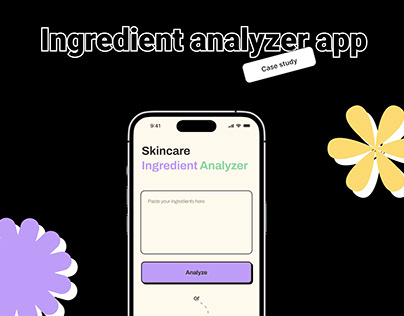 Ingredient analyzer app
Case study
9:41
Skincare
Ingredient Analyzer
Paste your ingredients here
Analyze
or